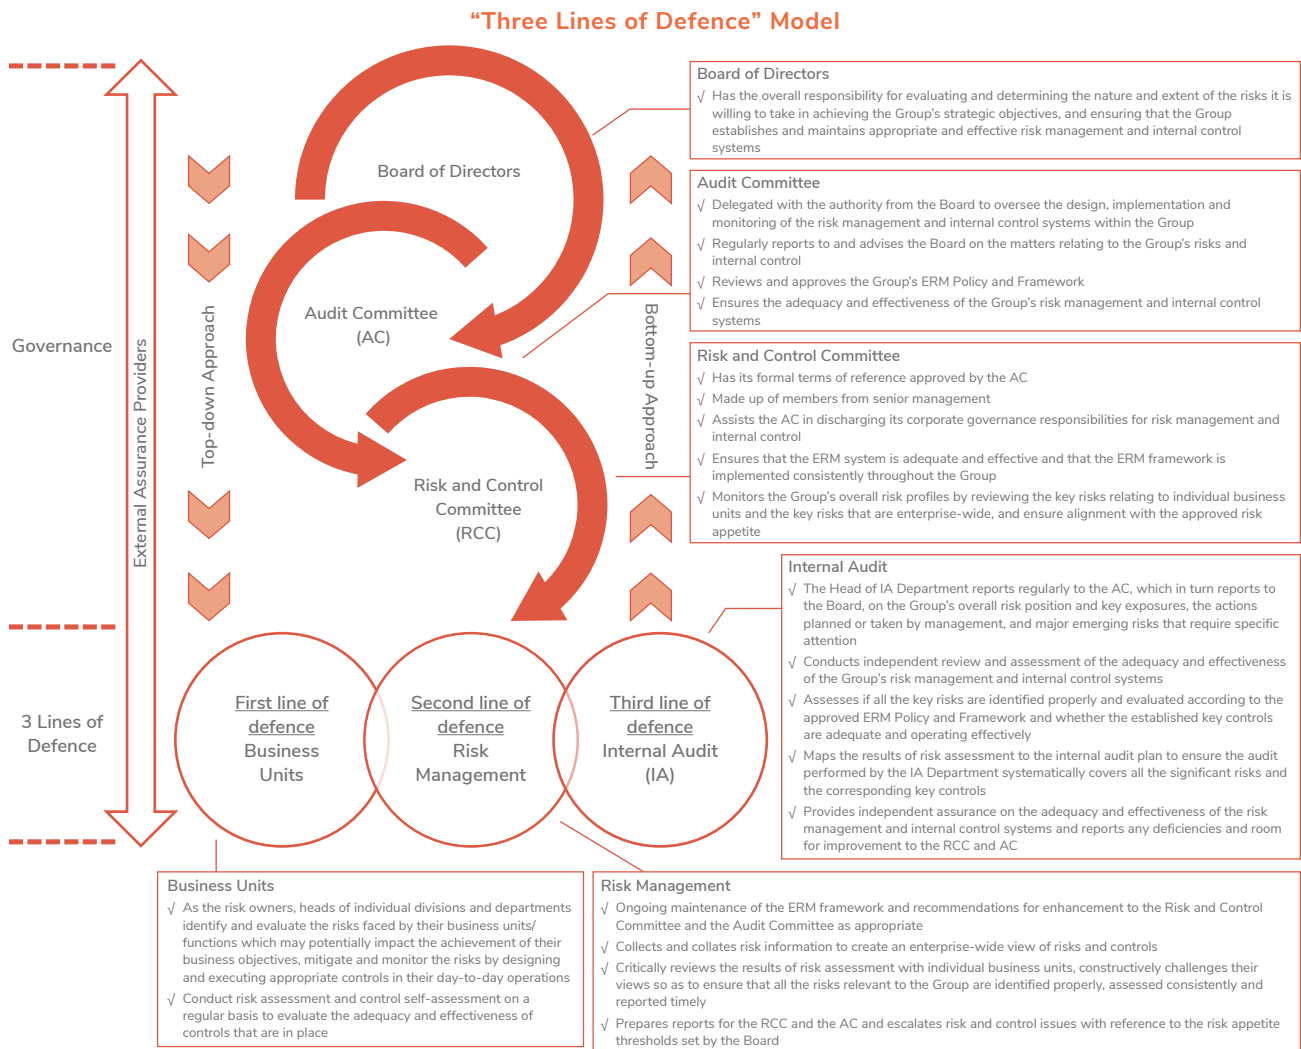 “Three Lines of Defence” Model
Governance
3 Lines of
Defence
External Assurance Providers
Top-down Approach
Bottom-up Approach
Board of Directors
Audit Committee
(AC)
Risk and Control
Committee
(RCC)
First line of
defence
Business
Units
Second line of
defence
Risk
Management
Third line of
defence
Internal Audit
(IA)
Board of Directors
√ Has the overall responsibility for evaluating and determining the nature and extent of the risks it is
willing to take in achieving the Group’s strategic objectives, and ensuring that the Group
establishes and maintains appropriate and effective risk management and internal control
systems
Audit Committee
√ Delegated with the authority from the Board to oversee the design, implementation and
monitoring of the risk management and internal control systems within the Group
√ Regularly reports to and advises the Board on the matters relating to the Group’s risks and
internal control
√ Reviews and approves the Group’s ERM Policy and Framework
√ Ensures the adequacy and effectiveness of the Group’s risk management and internal control
systems
Risk and Control Committee
√ Has its formal terms of reference approved by the AC
√ Made up of members from senior management
√ Assists the AC in discharging its corporate governance responsibilities for risk management and
internal control
√ Ensures that the ERM system is adequate and effective and that the ERM framework is
implemented consistently throughout the Group
√ Monitors the Group’s overall risk profiles by reviewing the key risks relating to individual business
units and the key risks that are enterprise-wide, and ensure alignment with the approved risk
appetite
Internal Audit
√ The Head of IA Department reports regularly to the AC, which in turn reports to
the Board, on the Group’s overall risk position and key exposures, the actions
planned or taken by management, and major emerging risks that require specific
attention
√ Conducts independent review and assessment of the adequacy and effectiveness
of the Group’s risk management and internal control systems
√ Assesses if all the key risks are identified properly and evaluated according to the
approved ERM Policy and Framework and whether the established key controls
are adequate and operating effectively
√ Maps the results of risk assessment to the internal audit plan to ensure the audit
performed by the IA Department systematically covers all the significant risks and
the corresponding key controls
√ Provides independent assurance on the adequacy and effectiveness of the risk
management and internal control systems and reports any deficiencies and room
for improvement to the RCC and AC
Business Units
√ As the risk owners, heads of individual divisions and departments
identify and evaluate the risks faced by their business units/
functions which may potentially impact the achievement of their
business objectives, mitigate and monitor the risks by designing
and executing appropriate controls in their day-to-day operations
√ Conduct risk assessment and control self-assessment on a
regular basis to evaluate the adequacy and effectiveness of
controls that are in place
Risk Management
√ Ongoing maintenance of the ERM framework and recommendations for enhancement to the Risk and Control
Committee and the Audit Committee as appropriate
√ Collects and collates risk information to create an enterprise-wide view of risks and controls
√ Critically reviews the results of risk assessment with individual business units, constructively challenges their
views so as to ensure that all the risks relevant to the Group are identified properly, assessed consistently and
reported timely
√ Prepares reports for the RCC and the AC and escalates risk and control issues with reference to the risk appetite
thresholds set by the Board